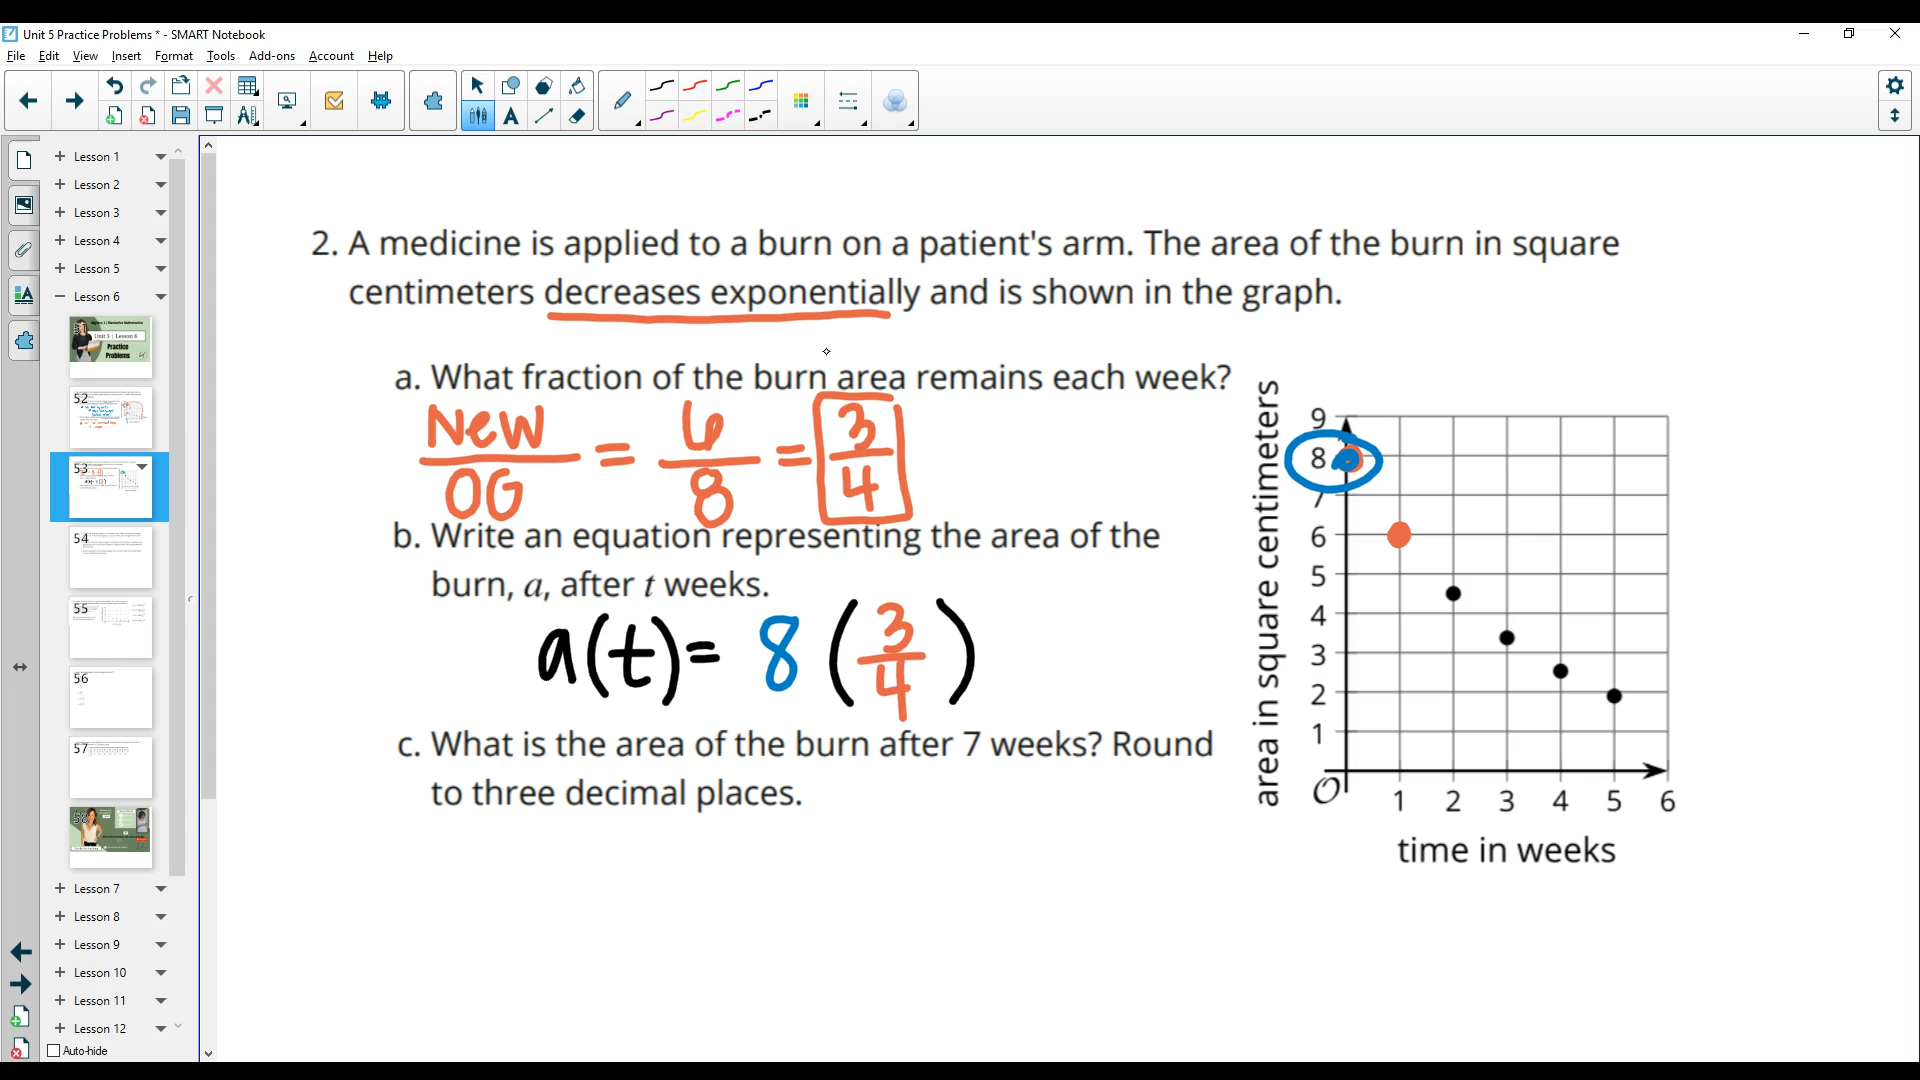 Unit 5 Practice Problems * - SMART Notebook
File Edit View Insert Format Tools Add-ons Account Help
Lesson 1
Lesson 2
Lesson 3
Lesson 4
Lesson 5
Lesson 6
Unit 5 | Lesson 6
Practice
Problems
52
53
54
55
56
57
58
Lesson 7
Lesson 8
Lesson 9
Lesson 10
Lesson 11
Lesson 12
Auto-hide
2. A medicine is applied to a burn on a patient's arm. The area of the burn in square
centimeters decreases exponentially and is shown in the graph.
a. What fraction of the burn area remains each week?
NEW/OG = 6/8 = 3/4
b. Write an equation representing the area of the
burn, a, after t weeks.
a(t)= 8(3/4)
c. What is the area of the burn after 7 weeks? Round
to three decimal places.
area in square centimeters
9
8
7
6
5
4
3
2
1
O
1 2 3 4 5 6
time in weeks